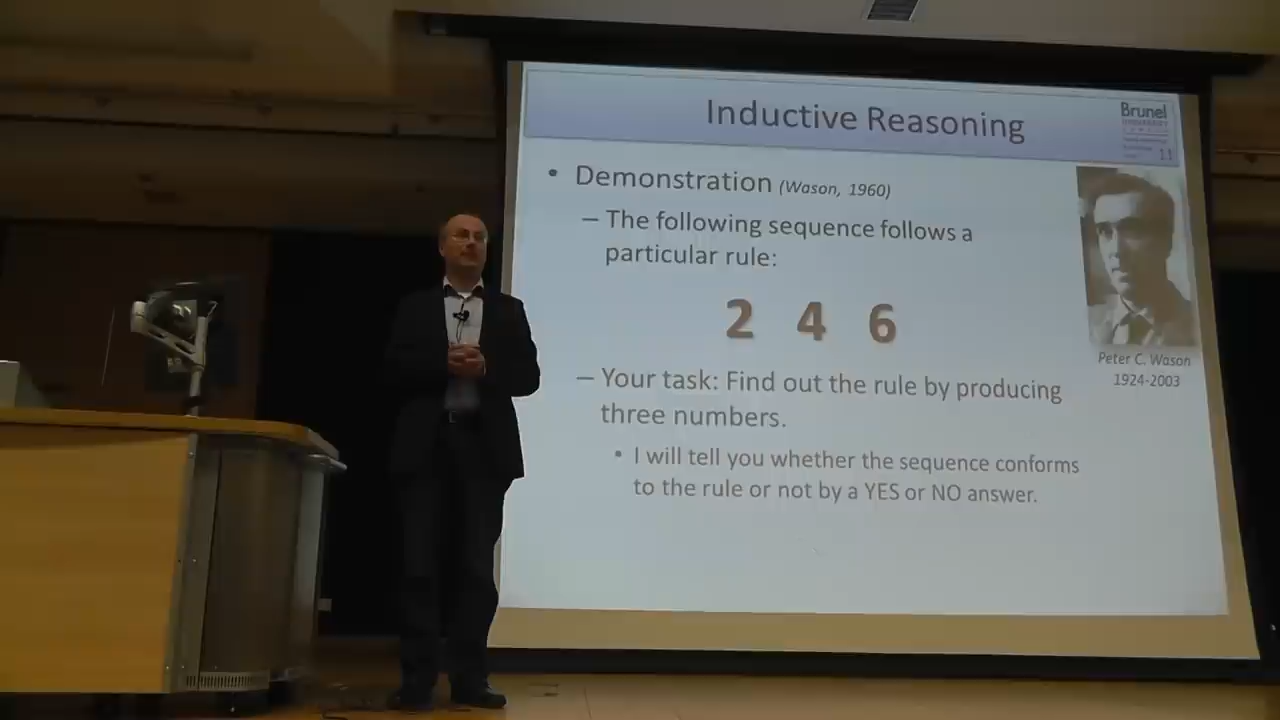 Inductive Reasoning
Brunel
UNIVERSITY
LONDON
11
• Demonstration (Wason, 1960)
– The following sequence follows a
particular rule:
2 4 6
– Your task: Find out the rule by producing
three numbers.
• I will tell you whether the sequence conforms
to the rule or not by a YES or NO answer.
Peter C. Wason
1924-2003